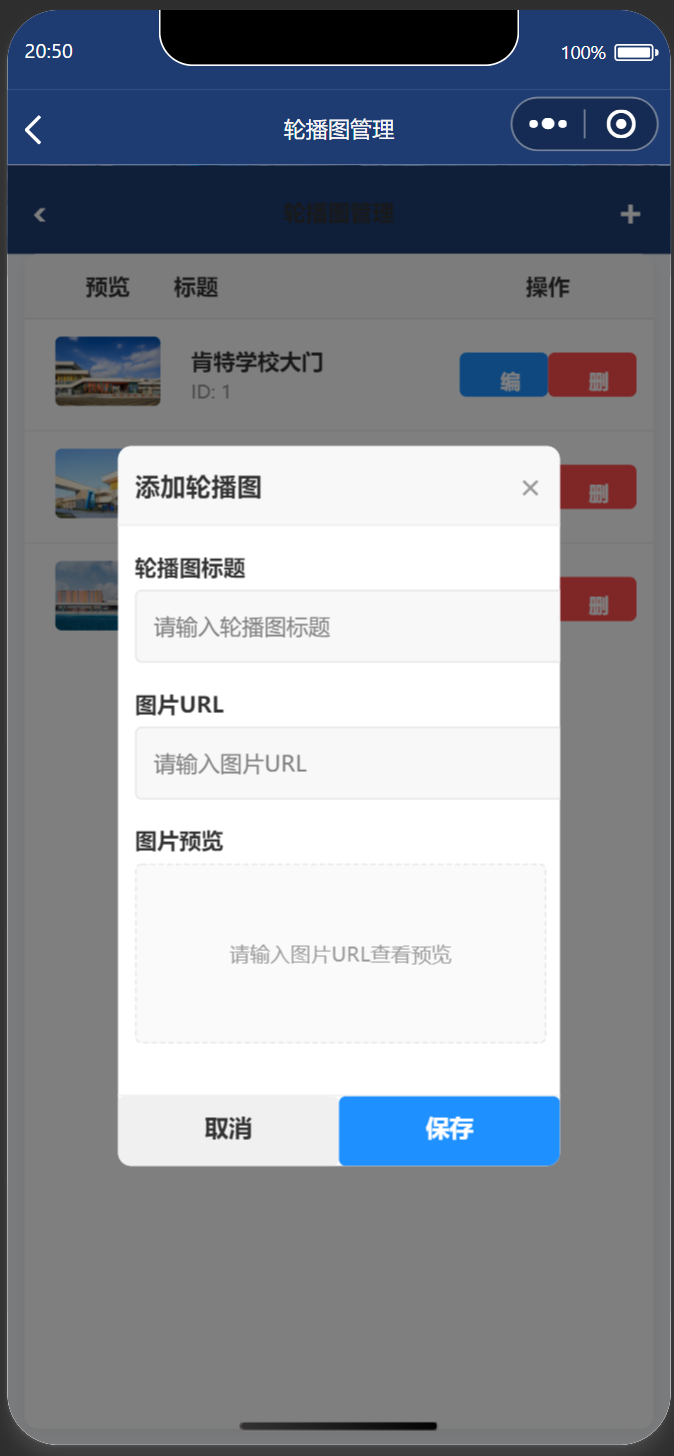 20:50
100%
轮播图管理
轮播图管理
预览 标题 操作
肯特学校大门
ID: 1
编 删
删
删
添加轮播图
轮播图标题
请输入轮播图标题
图片URL
请输入图片URL
图片预览
请输入图片URL查看预览
取消 保存